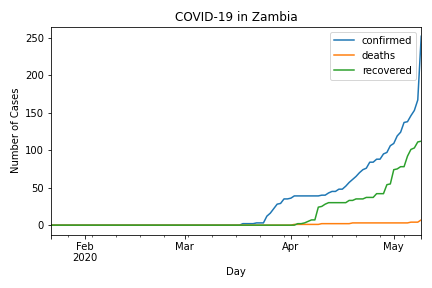 COVID-19 in Zambia
confirmed
deaths
recovered
Number of Cases
250
200
150
100
50
0
Feb
2020
Mar
Apr
May
Day